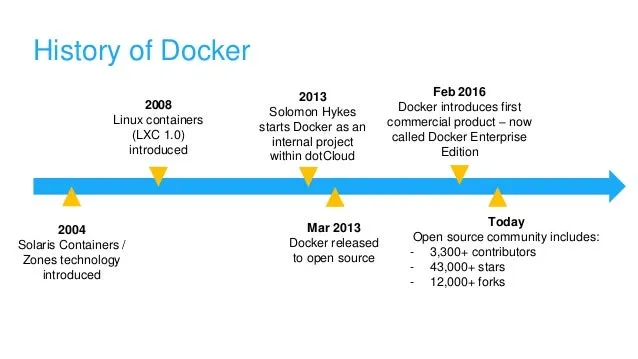 History of Docker
2008
Linux containers
(LXC 1.0)
introduced
2013
Solomon Hykes
starts Docker as an
internal project
within dotCloud
Feb 2016
Docker introduces first
commercial product – now
called Docker Enterprise
Edition
2004
Solaris Containers /
Zones technology
introduced
Mar 2013
Docker released
to open source
Today
Open source community includes:
- 3,300+ contributors
- 43,000+ stars
- 12,000+ forks